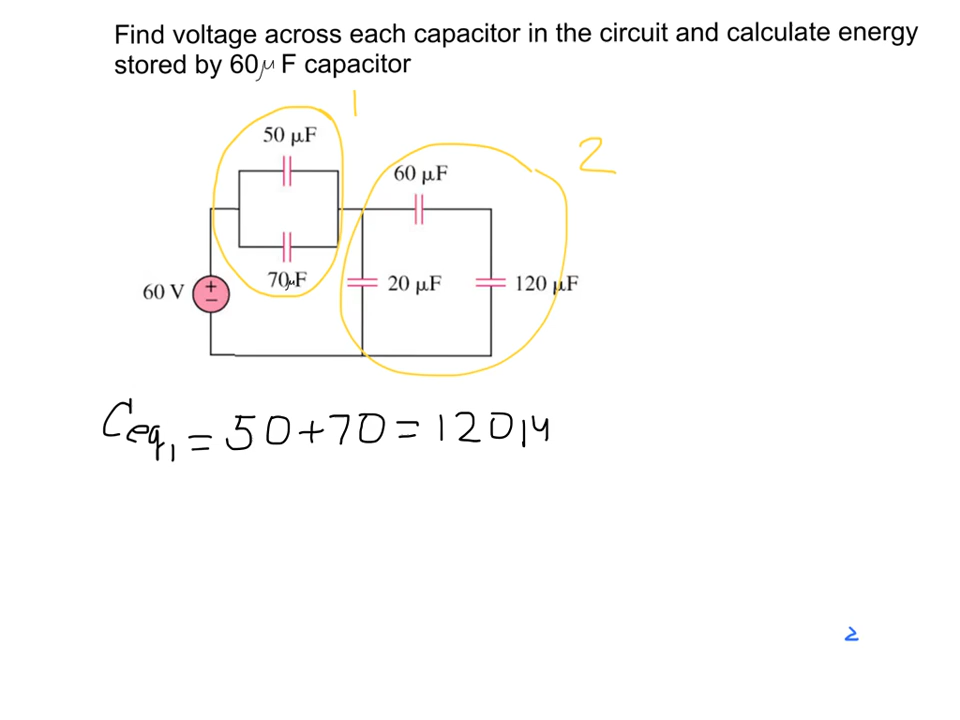 Find voltage across each capacitor in the circuit and calculate energy
stored by 60μ F capacitor
1
50 μF
2
60 μF
70μF
20 μF
120 μF
60 V
+
−
Ceq₁ = 50+70 = 120μ
2